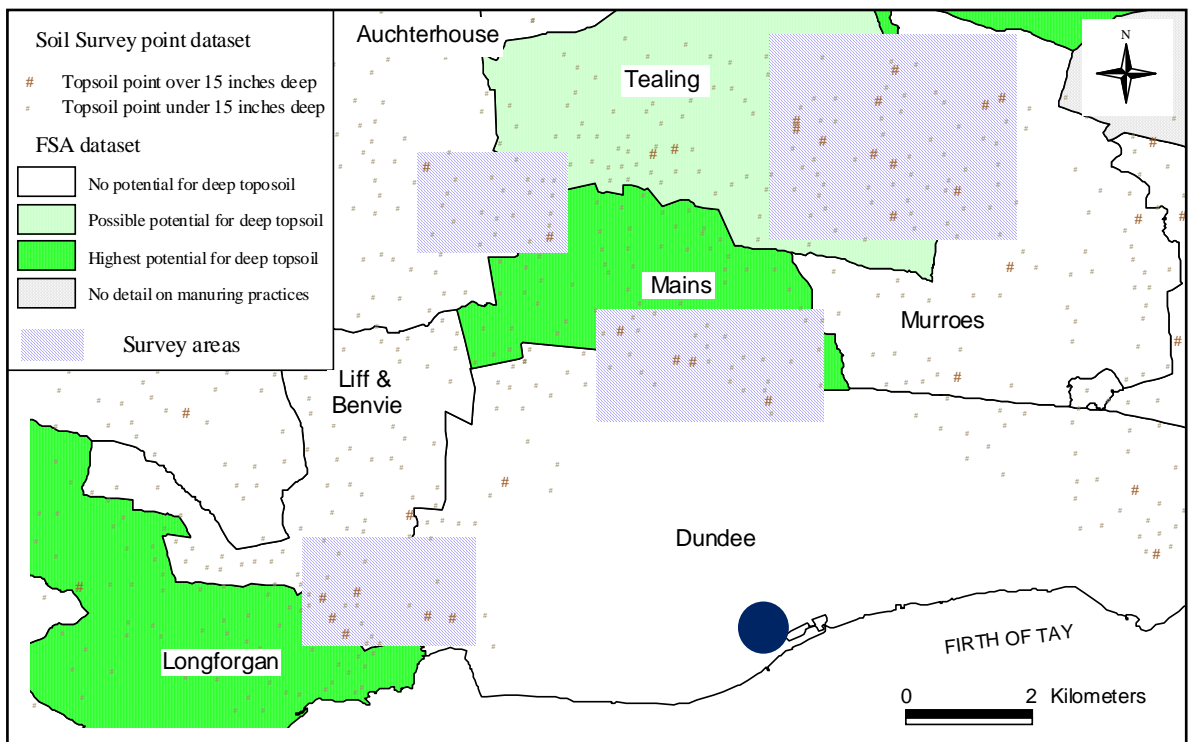 Soil Survey point dataset
# Topsoil point over 15 inches deep
# Topsoil point under 15 inches deep
FSA dataset
No potential for deep toposoil
Possible potential for deep topsoil
Highest potential for deep topsoil
No detail on manuring practices
Survey areas
Auchterhouse
Tealing
N
Mains
Murroes
Liff &
Benvie
Dundee
Longforgan
FIRTH OF TAY
0 2 Kilometers